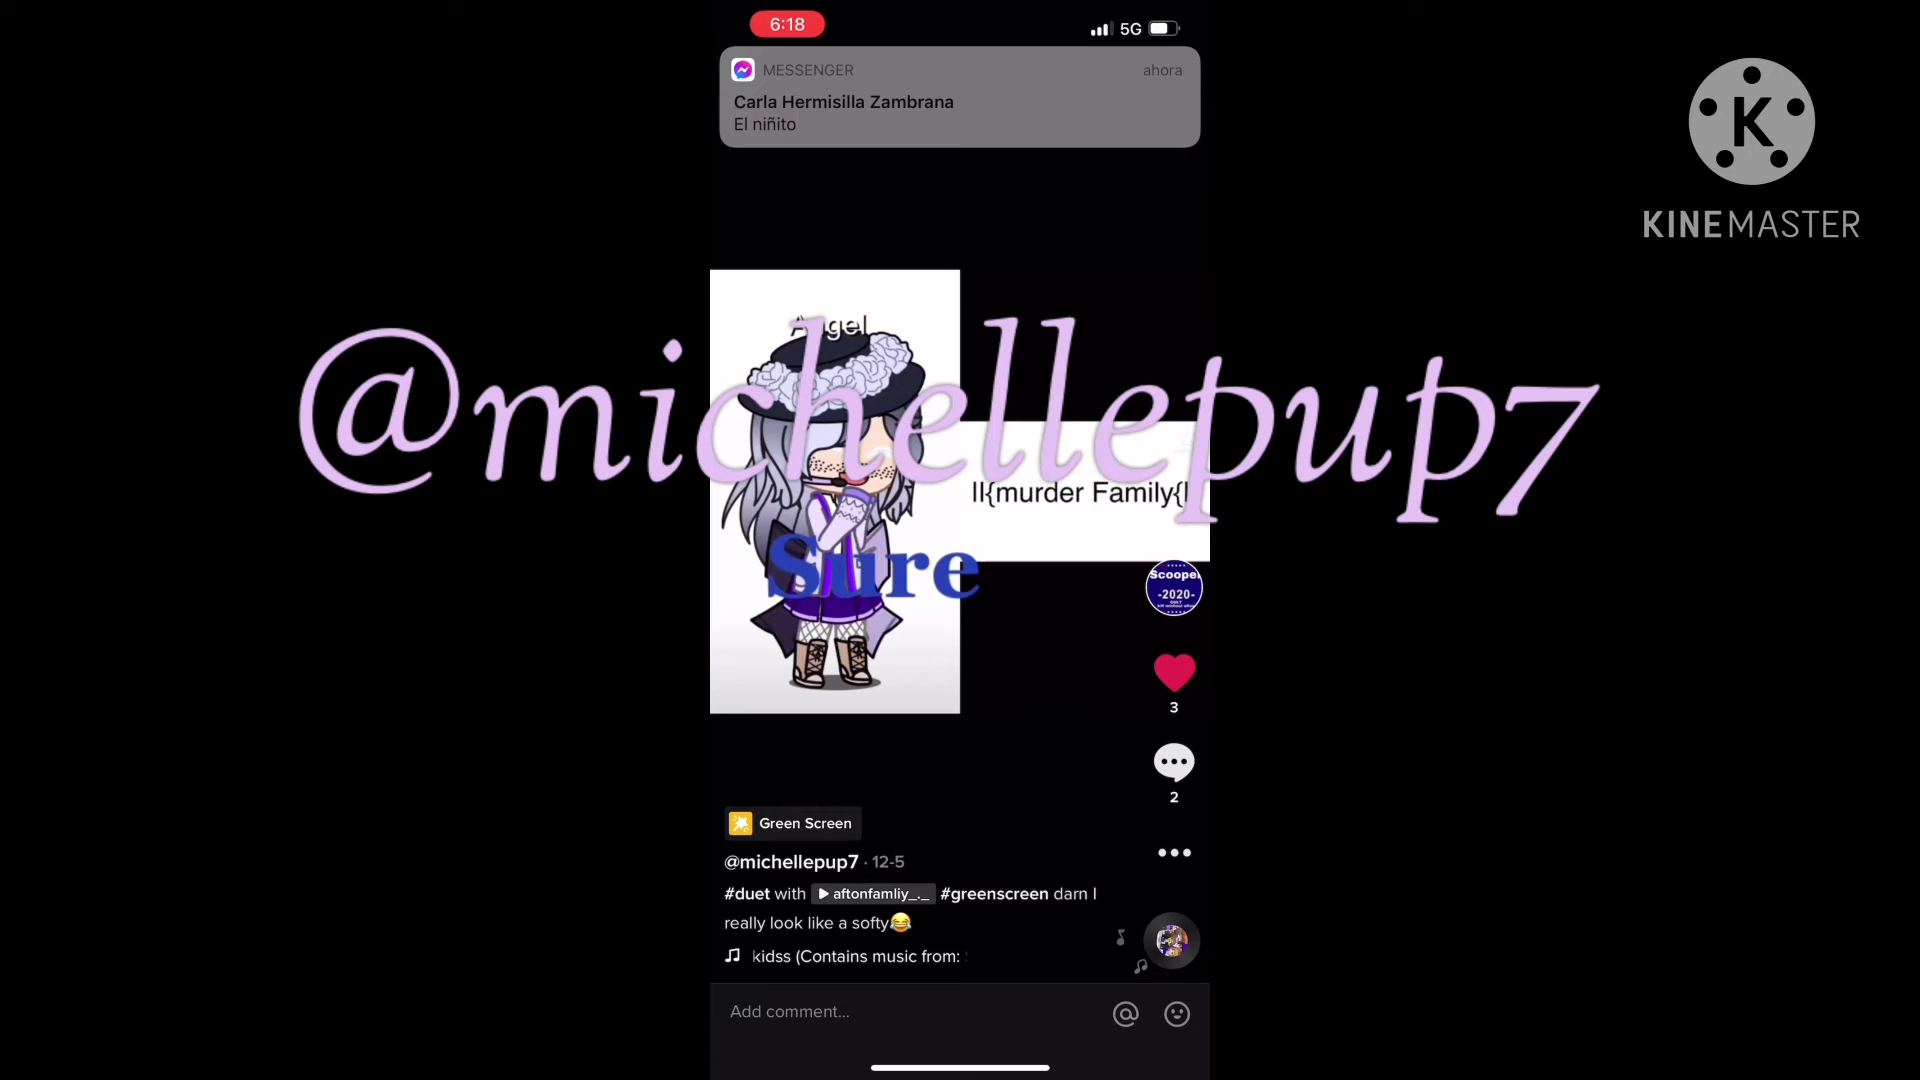 6:18
5G
MESSENGER
ahora
Carla Hermisilla Zambrana
El niñito
KINEMASTER
Angel
@michellepup7
ll{murder Family{l
Sure
Scooper
-2020-
3
2
Green Screen
@michellepup7 · 12-5
#duet with aftonfamliy_._ #greenscreen darn I
really look like a softy😂
kidss (Contains music from:
Add comment...